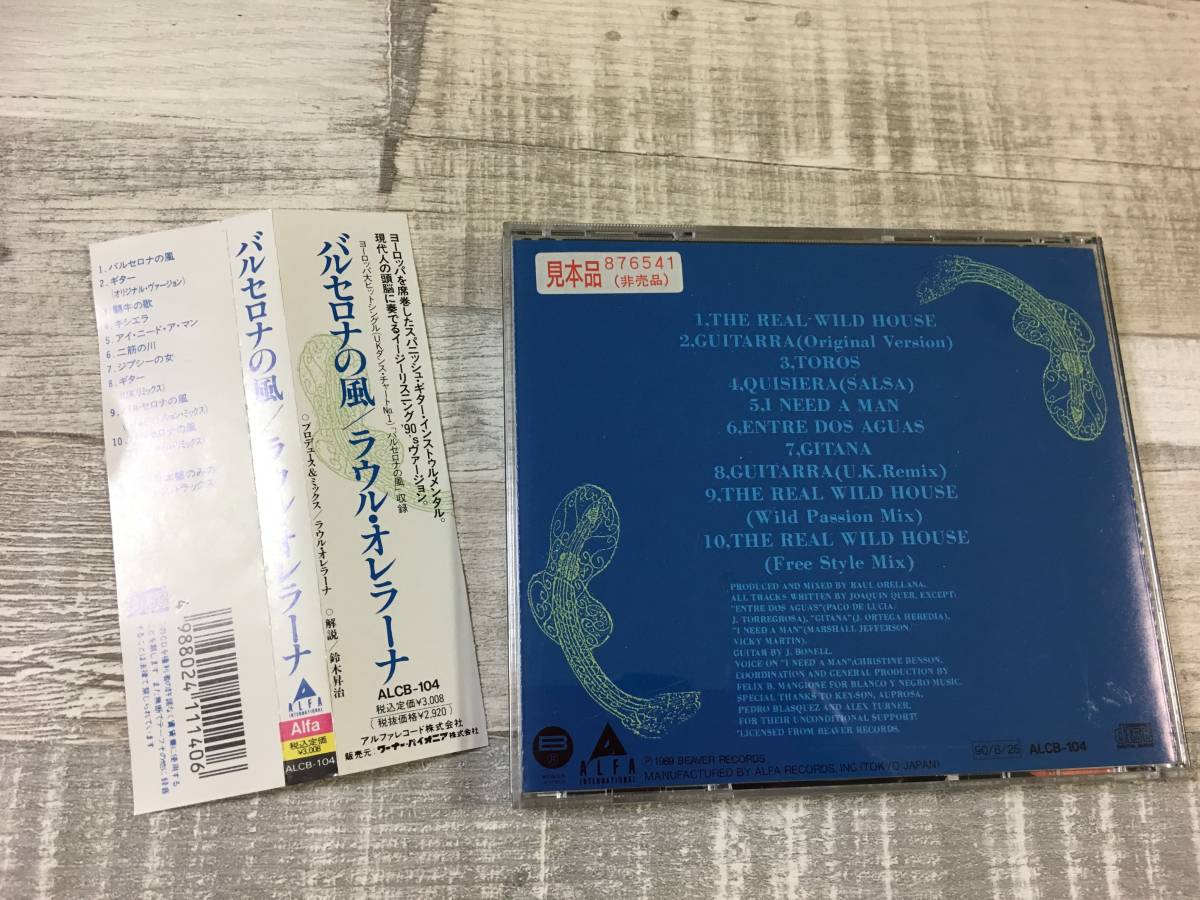 1. バルセロナの風
2. ギター
(オリジナル・ヴァージョン)
闘牛の歌
キシエラ
5. アイ・ニード・ア・マン
6. 二筋の川
7. ジプシーの女
8. ギター
9.
10.
4 988024 111406
バルセロナの風/ラウル・オレラーナ
ALFA
INTERNATIONAL
Alfa
税込定価
¥3,008
ALCB-104
ヨーロッパを席巻したスパニッシュ・ギター・インストゥルメンタル。
現代人の頭脳に奏でるイージーリスニング'90'sヴァージョン。
ヨーロッパ大ヒットシングル(UKダンス・チャートNo.1)「バルセロナの風」収録
バルセロナの風/ラウル・オレラーナ
○プロデュース&ミックス/ラウル・オレラーナ
○解説/鈴木昇治
ALCB-104
税込定価¥3,008
(税抜価格¥2,920)
アルファレコード株式会社
販売元:ワーナー・パイオニア株式会社
見本品 876541
(非売品)
1,THE REAL-WILD HOUSE
2,GUITARRA(Original Version)
3,TOROS
4,QUISIERA(SALSA)
5,I NEED A MAN
6,ENTRE DOS AGUAS
7,GITANA
8,GUITARRA(U.K.Remix)
9,THE REAL WILD HOUSE
(Wild Passion Mix)
10,THE REAL WILD HOUSE
(Free Style Mix)
PRODUCED AND MIXED BY RAUL ORELLANA.
ALL TRACKS WRITTEN BY JOAQUIN QUER, EXCEPT:
"ENTRE DOS AGUAS"(PACO DE LUCIA/
J. TORREGROSA), "GITANA"(J. ORTEGA HEREDIA),
"I NEED A MAN"(MARSHALL JEFFERSON/
VICKY MARTIN).
GUITAR BY J. BONELL.
VOICE ON "I NEED A MAN":CHRISTINE BENSON.
COORDINATION AND GENERAL PRODUCTION BY
FELIX B. MANGIONE FOR BLANCO Y NEGRO MUSIC.
SPECIAL THANKS TO KEY-SON, AUPROSA,
PEDRO BLASQUEZ AND ALEX TURNER,
FOR THEIR UNCONDITIONAL SUPPORT!
*LICENSED FROM BEAVER RECORDS.
B
ALFA
INTERNATIONAL
Ⓟ 1989 BEAVER RECORDS
MANUFACTURED BY ALFA RECORDS, INC (TOKYO JAPAN)
90/6/25 ALCB-104